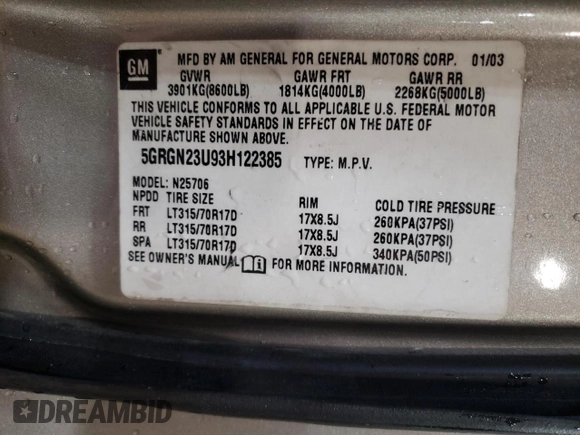 GM
MFD BY AM GENERAL FOR GENERAL MOTORS CORP. 01/03
GVWR GAWR FRT GAWR RR
3901KG(8600LB) 1814KG(4000LB) 2268KG(5000LB)
THIS VEHICLE CONFORMS TO ALL APPLICABLE U.S. FEDERAL MOTOR
VEHICLE SAFETY STANDARDS IN EFFECT ON THE DATE OF
MANUFACTURE SHOWN ABOVE.
5GRGN23U93H122385 TYPE: M.P.V.
MODEL: N25706
NPDD TIRE SIZE RIM COLD TIRE PRESSURE
FRT LT315/70R17D 17X8.5J 260KPA(37PSI)
RR LT315/70R17D 17X8.5J 260KPA(37PSI)
SPA LT315/70R17D 17X8.5J 340KPA(50PSI)
SEE OWNER'S MANUAL FOR MORE INFORMATION.
DREAMBID